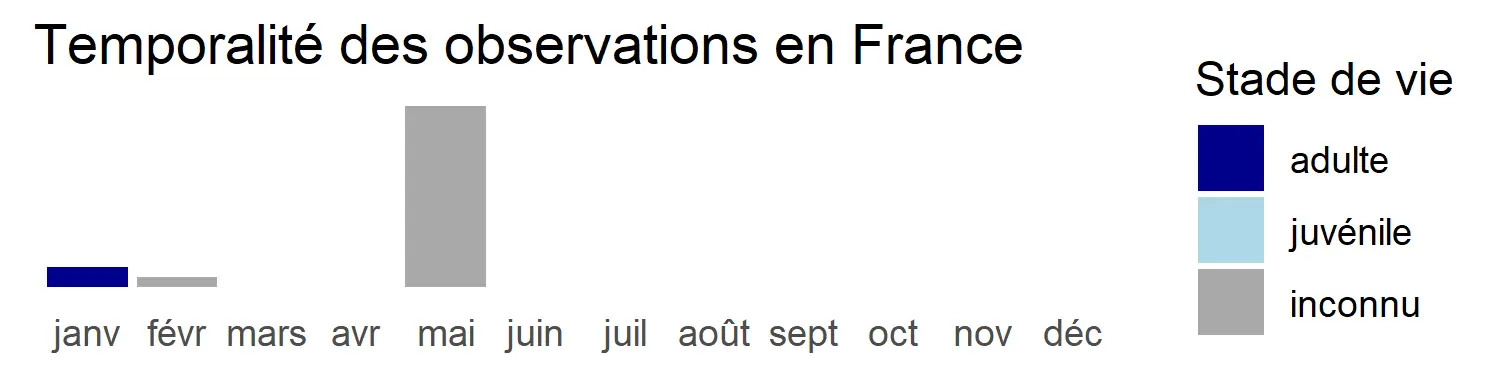 Temporalité des observations en France
janv févr mars avr mai juin juil août sept oct nov déc
Stade de vie
adulte
juvénile
inconnu